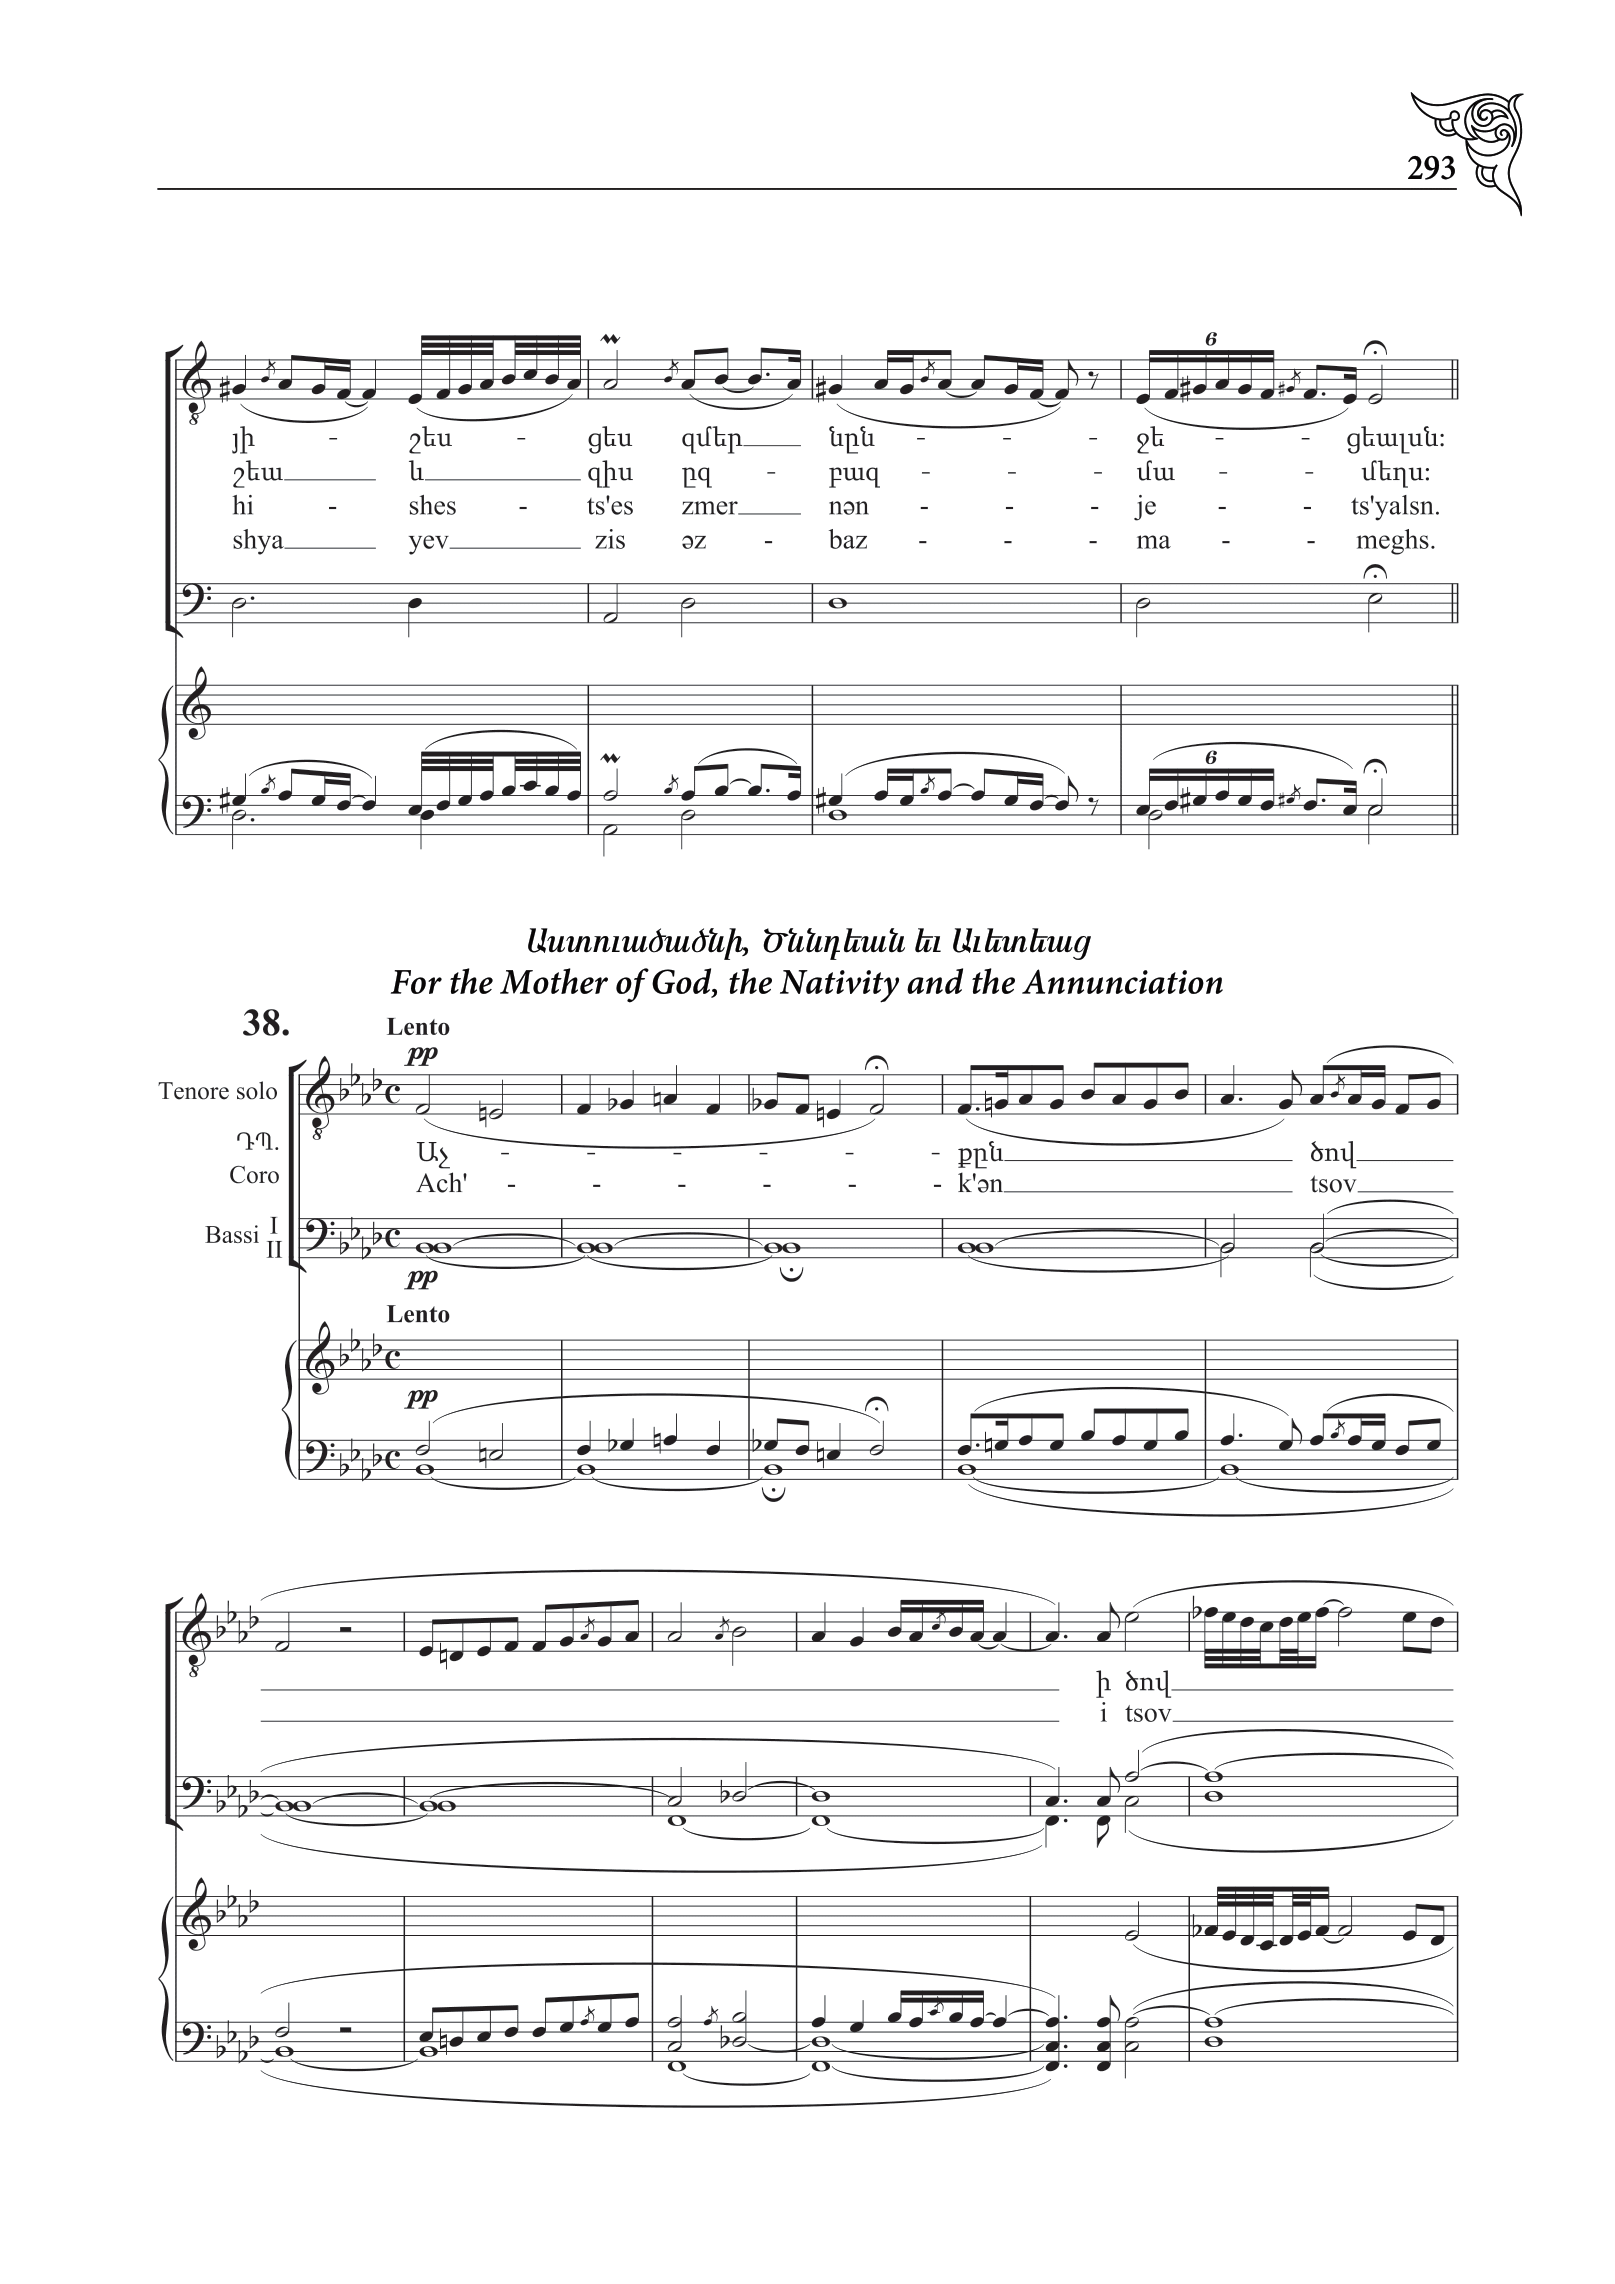 293
6
յի - շես - ցես զմեր նըն - - - ջե - - ցեալսն։
շեա և զիս ըզ - բազ - - - մա - - մեղս։
hi - shes - ts'es zmer nən - - - je - - ts'yalsn.
shya yev zis əz - baz - - - ma - - meghs.
6
Աստուածածնի, Ծննդեան եւ Աւետեաց
For the Mother of God, the Nativity and the Annunciation
38.
Lento
pp
Tenore solo
ԴՊ.
Coro
Աչ - - - - - - քըն ծով
Ach' - - - - - - k'ən tsov
Bassi I
II
pp
Lento
pp
ի ծով
i tsov